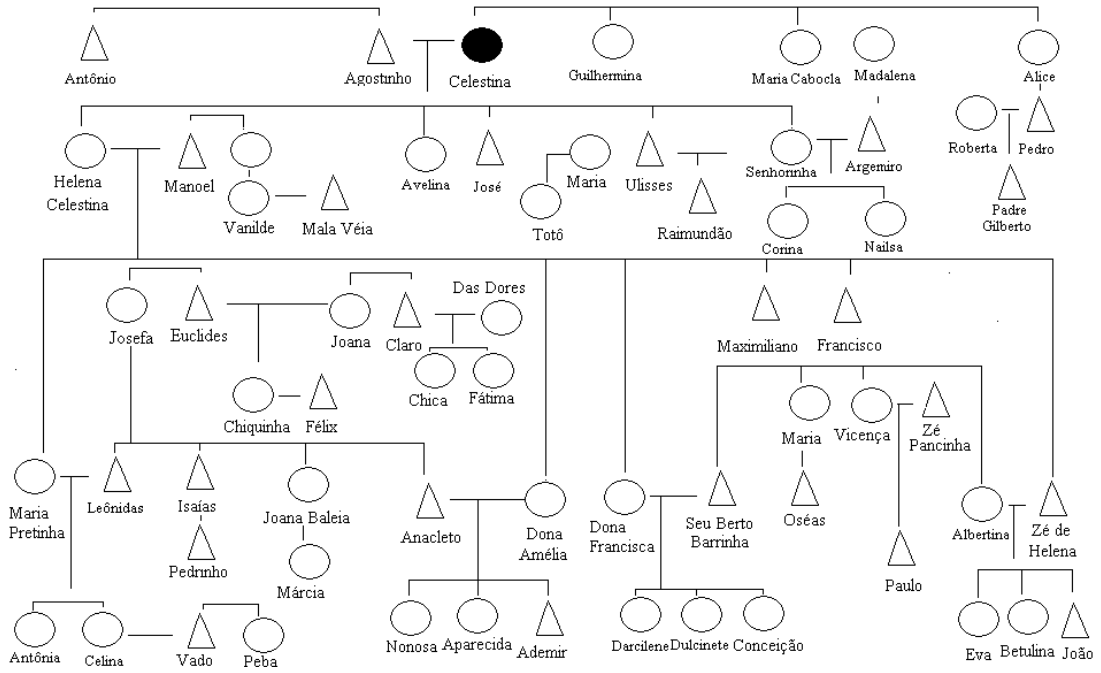 Antônio
Agostinho
Celestina
Guilhermina
Maria Cabocla
Madalena
Alice
Helena
Celestina
Manoel
Vanilde
Mala Véia
Avelina
José
Totô
Maria
Ulisses
Raimundão
Senhorinha
Argemiro
Corina
Nailsa
Roberta
Pedro
Padre
Gilberto
Josefa
Euclides
Joana
Claro
Das Dores
Chica
Fátima
Chiquinha
Félix
Maximiliano
Francisco
Maria
Vicença
Zé
Pancinha
Maria
Pretinha
Leônidas
Isaías
Pedrinho
Joana Baleia
Márcia
Anacleto
Dona
Amélia
Dona
Francisca
Seu Berto
Barrinha
Oséas
Paulo
Albertina
Zé de
Helena
Antônia
Celina
Vado
Peba
Nonosa
Aparecida
Ademir
Darcilene
Dulcinete
Conceição
Eva
Betulina
João